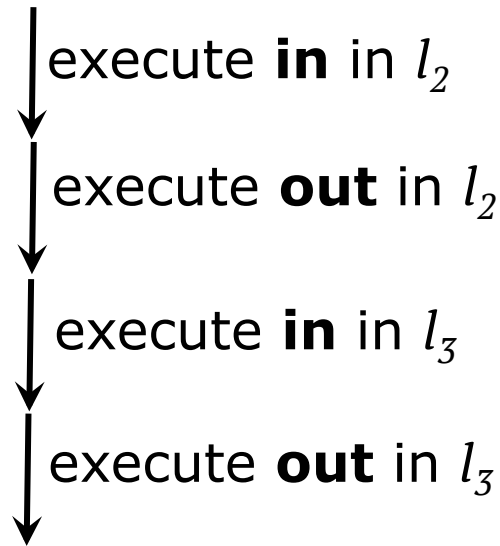 execute in in l₂
execute out in l₂
execute in in l₃
execute out in l₃